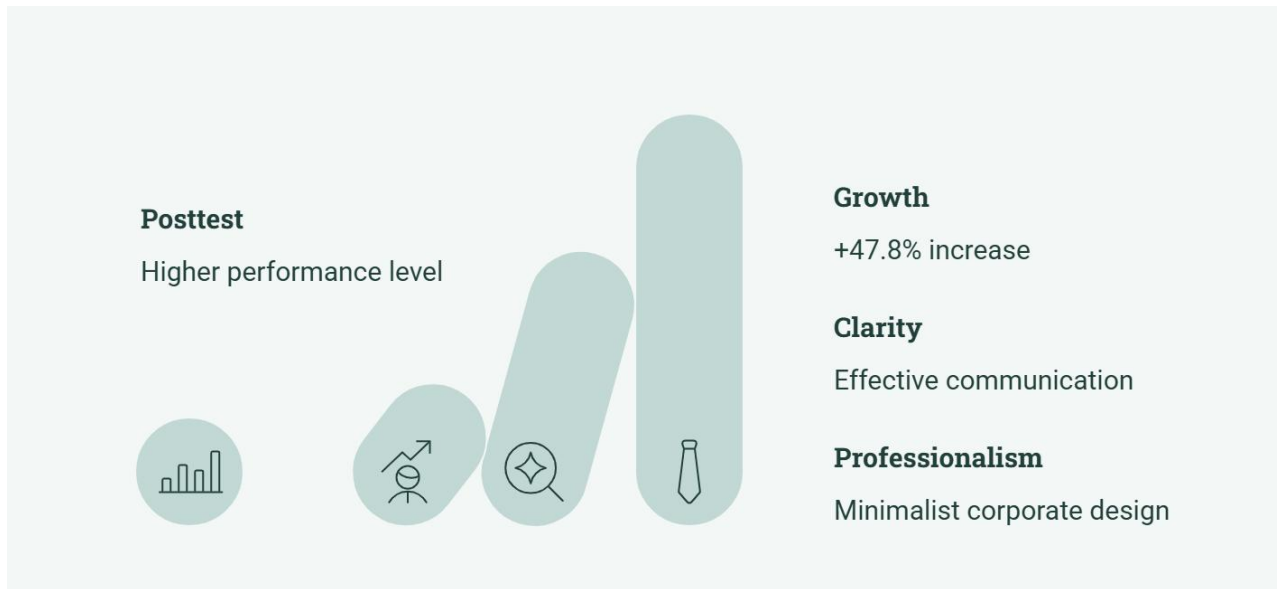 Posttest
Higher performance level
Growth
+47.8% increase
Clarity
Effective communication
Professionalism
Minimalist corporate design